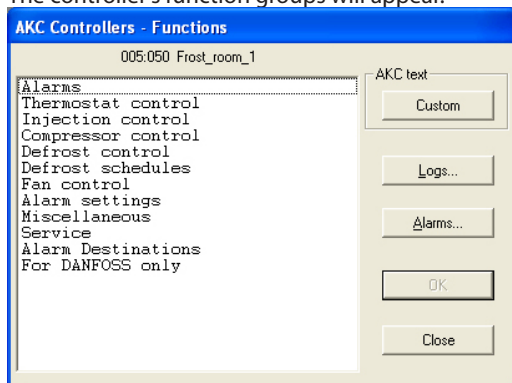 The controller's function groups will appear.
AKC Controllers - Functions
005:050 Frost_room_1
Alarms
Thermostat control
Injection control
Compressor control
Defrost control
Defrost schedules
Fan control
Alarm settings
Miscellaneous
Service
Alarm Destinations
For DANFOSS only
AKC text
Custom
Logs...
Alarms...
OK
Close